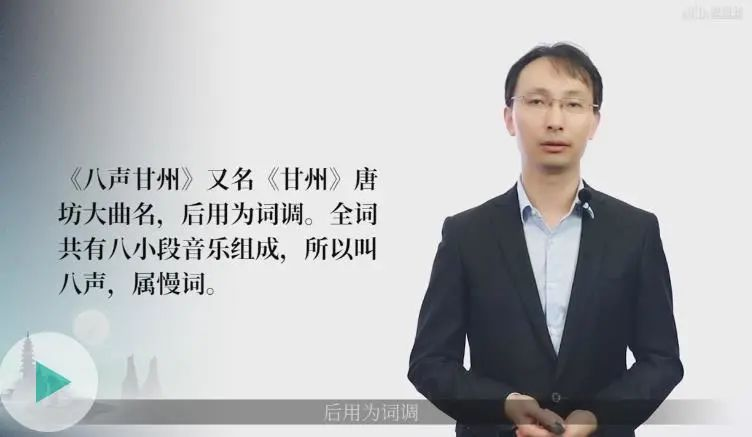 《八声甘州》又名《甘州》唐
坊大曲名，后用为词调。全词
共有八小段音乐组成，所以叫
八声，属慢词。
后用为词调